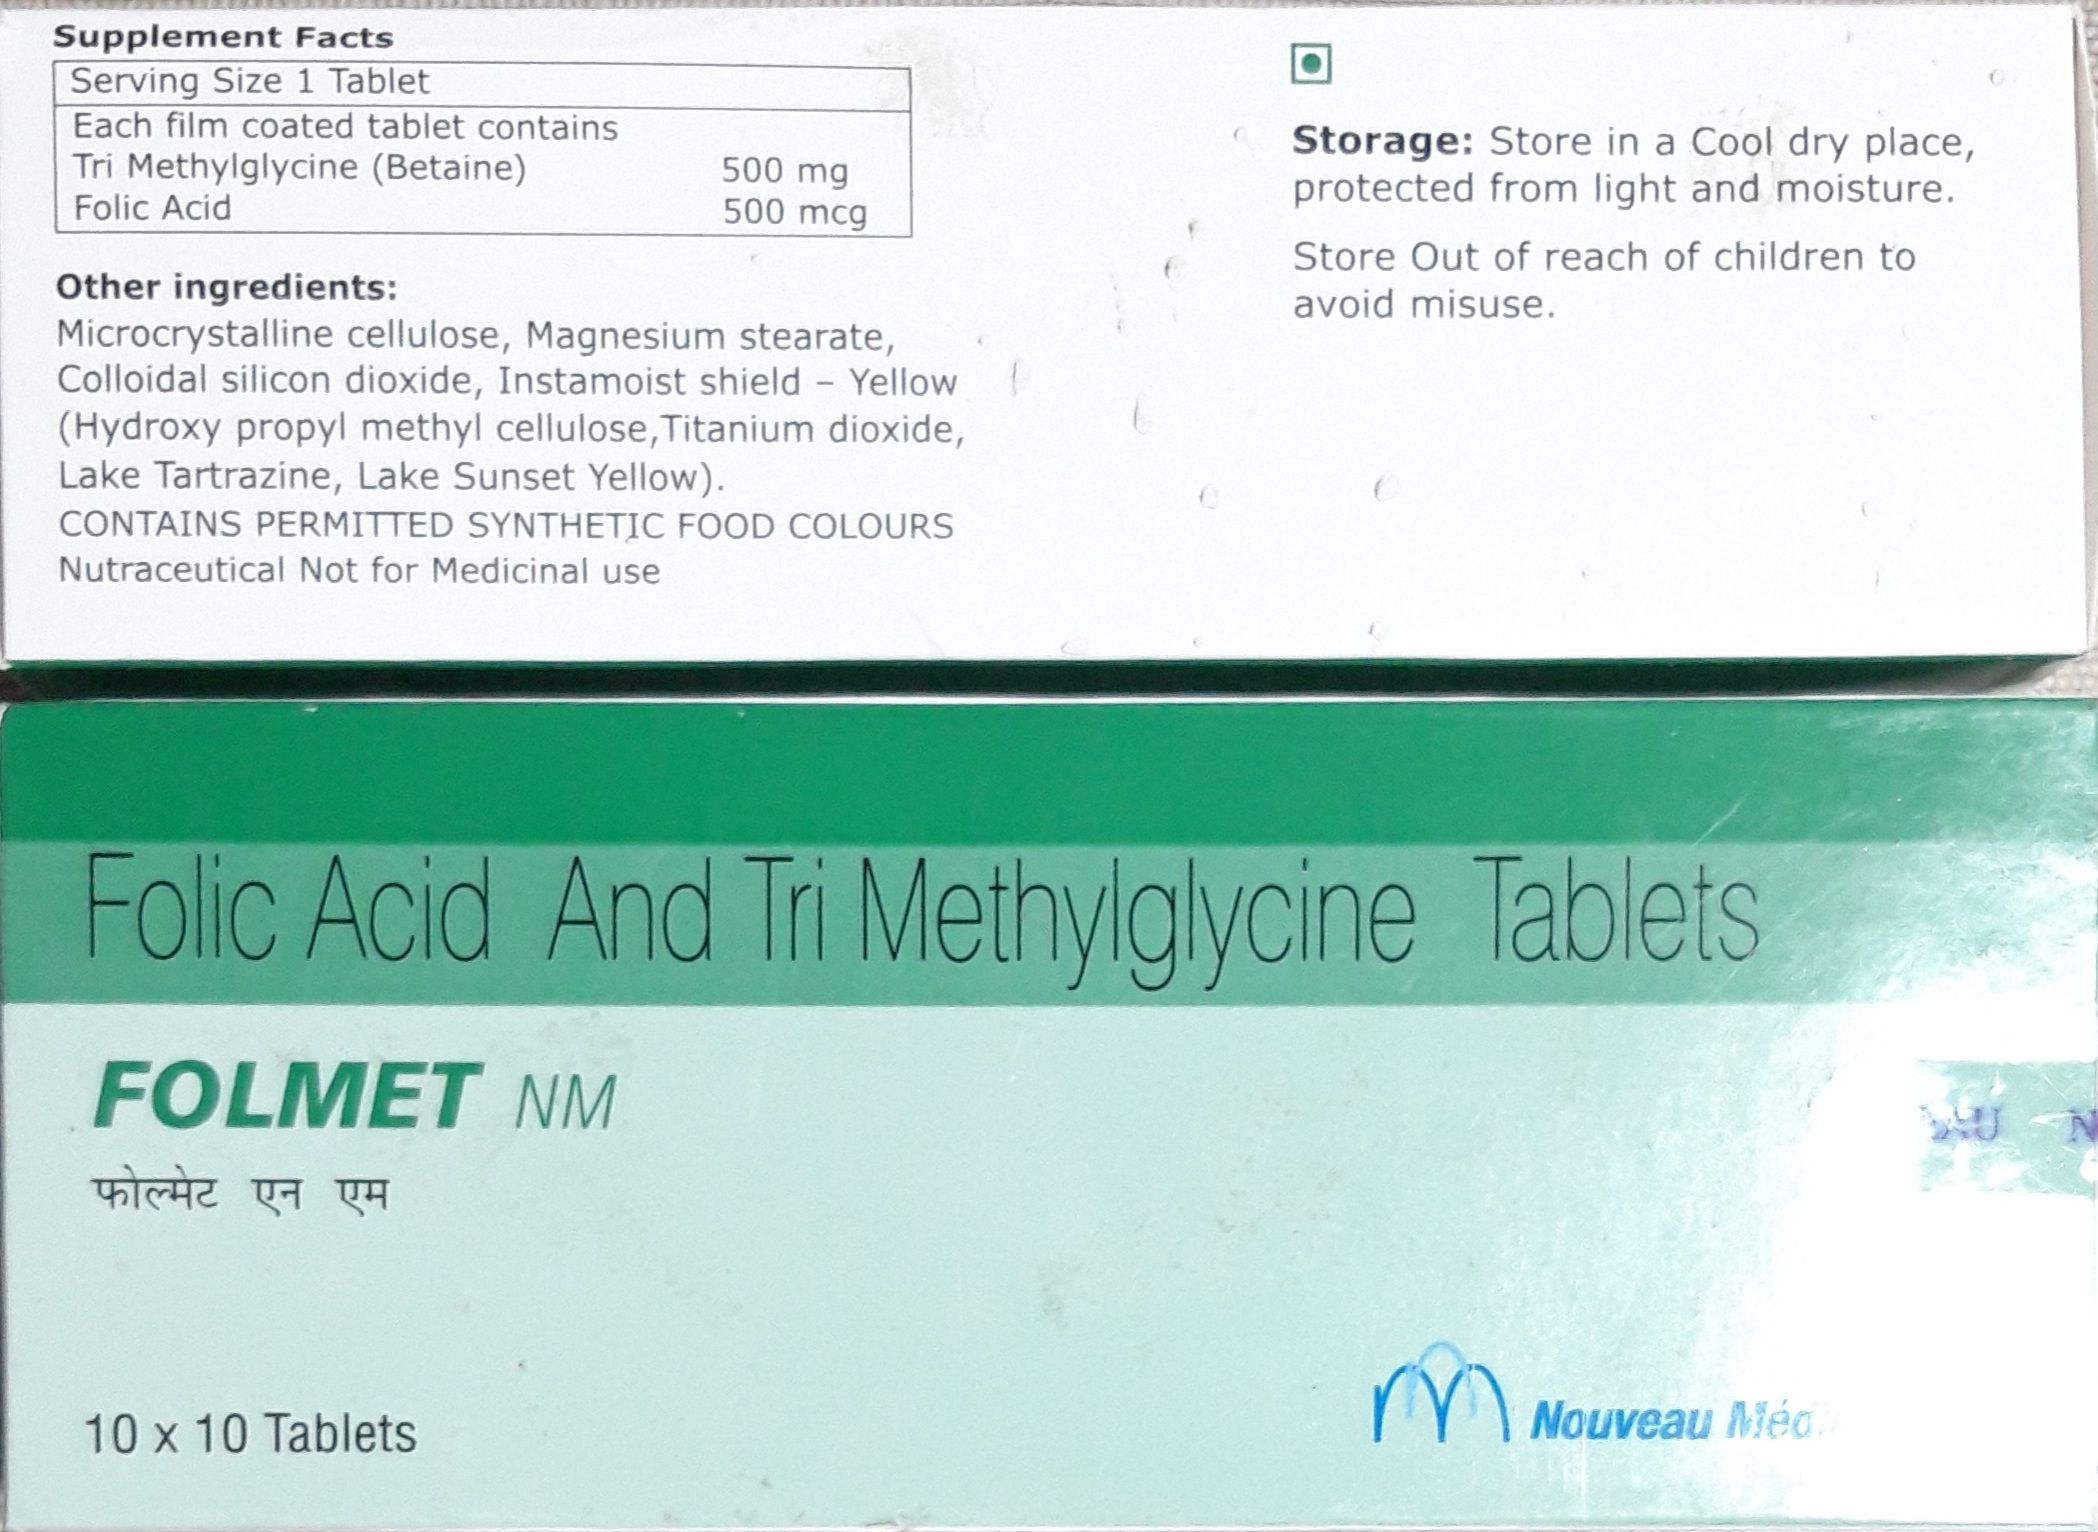 Supplement Facts
Serving Size 1 Tablet
Each film coated tablet contains
Tri Methylglycine (Betaine) 500 mg
Folic Acid 500 mcg
Other ingredients:
Microcrystalline cellulose, Magnesium stearate,
Colloidal silicon dioxide, Instamoist shield – Yellow
(Hydroxy propyl methyl cellulose,Titanium dioxide,
Lake Tartrazine, Lake Sunset Yellow).
CONTAINS PERMITTED SYNTHETIC FOOD COLOURS
Nutraceutical Not for Medicinal use
Storage: Store in a Cool dry place,
protected from light and moisture.
Store Out of reach of children to
avoid misuse.
Folic Acid And Tri Methylglycine Tablets
FOLMET NM
फोल्मेट एन एम
10 x 10 Tablets
Nouveau